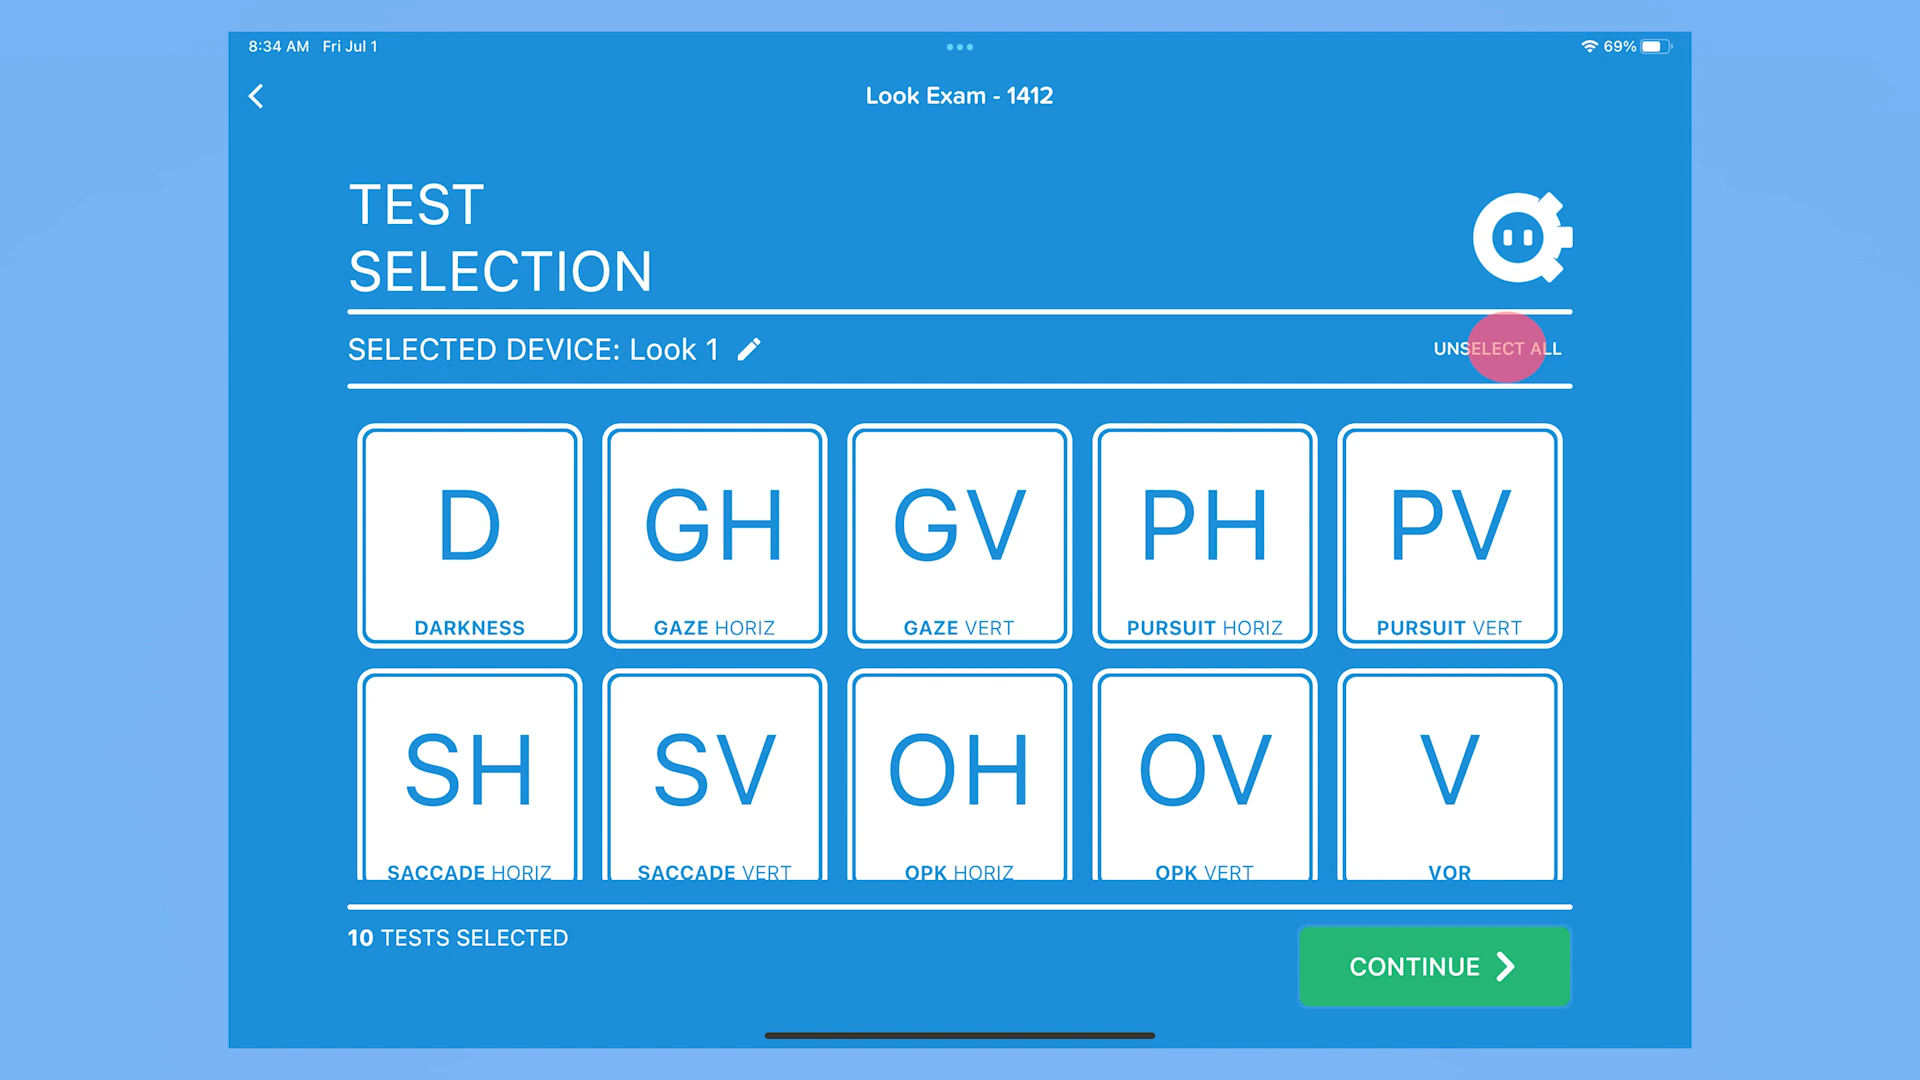 8:34 AM Fri Jul 1
69%
Look Exam - 1412
TEST
SELECTION
SELECTED DEVICE: Look 1
UNSELECT ALL
D
GH
GV
PH
PV
DARKNESS
GAZE HORIZ
GAZE VERT
PURSUIT HORIZ
PURSUIT VERT
SH
SV
OH
OV
V
SACCADE HORIZ
SACCADE VERT
OPK HORIZ
OPK VERT
VOR
10 TESTS SELECTED
CONTINUE